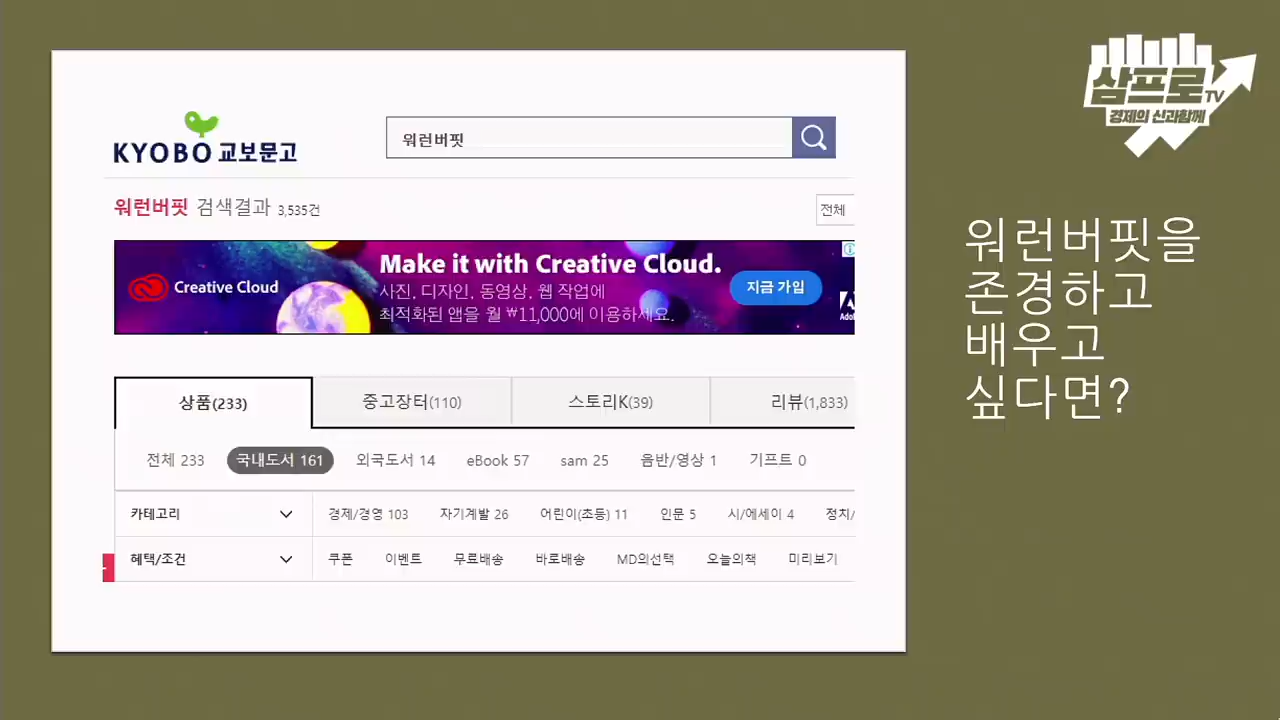 삼프로TV
경제의 신과함께
KYOBO 교보문고
워런버핏
워런버핏 검색결과 3,535건
전체
Creative Cloud
Make it with Creative Cloud.
사진, 디자인, 동영상, 웹 작업에
최적화된 앱을 월 ₩11,000에 이용하세요.
지금 가입
Adob
상품(233) 중고장터(110) 스토리K(39) 리뷰(1,833)
전체 233 국내도서 161 외국도서 14 eBook 57 sam 25 음반/영상 1 기프트 0
카테고리 경제/경영 103 자기계발 26 어린이(초등) 11 인문 5 시/에세이 4 정치/
혜택/조건 쿠폰 이벤트 무료배송 바로배송 MD의선택 오늘의책 미리보기
워런버핏을
존경하고
배우고
싶다면?